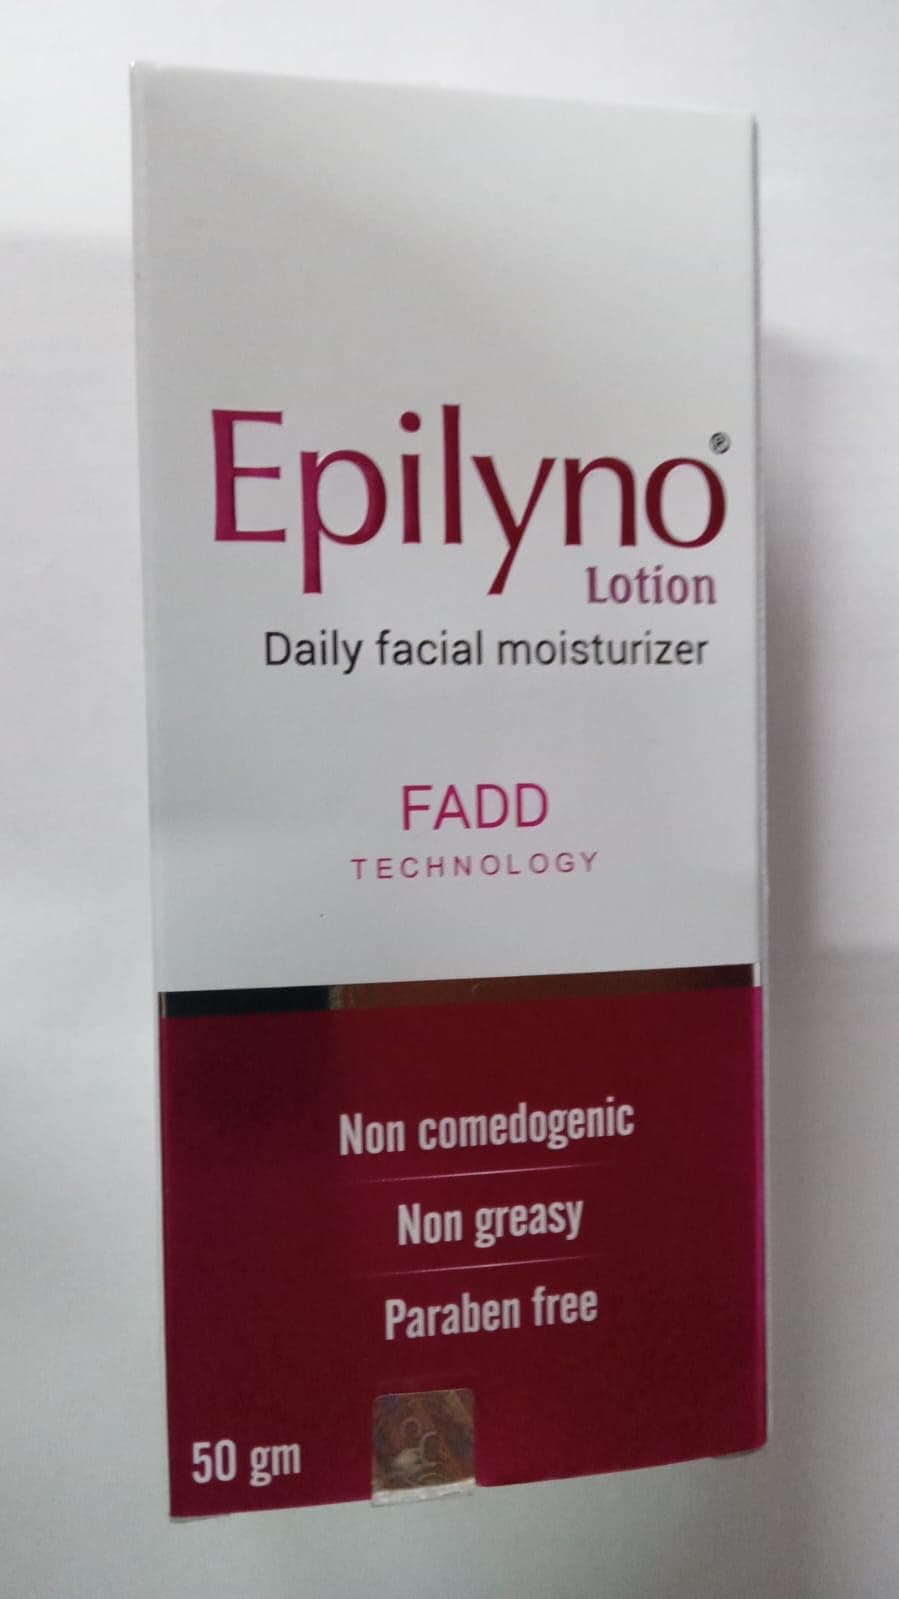 Epilyno®
Lotion
Daily facial moisturizer
FADD
TECHNOLOGY
Non comedogenic
Non greasy
Paraben free
50 gm